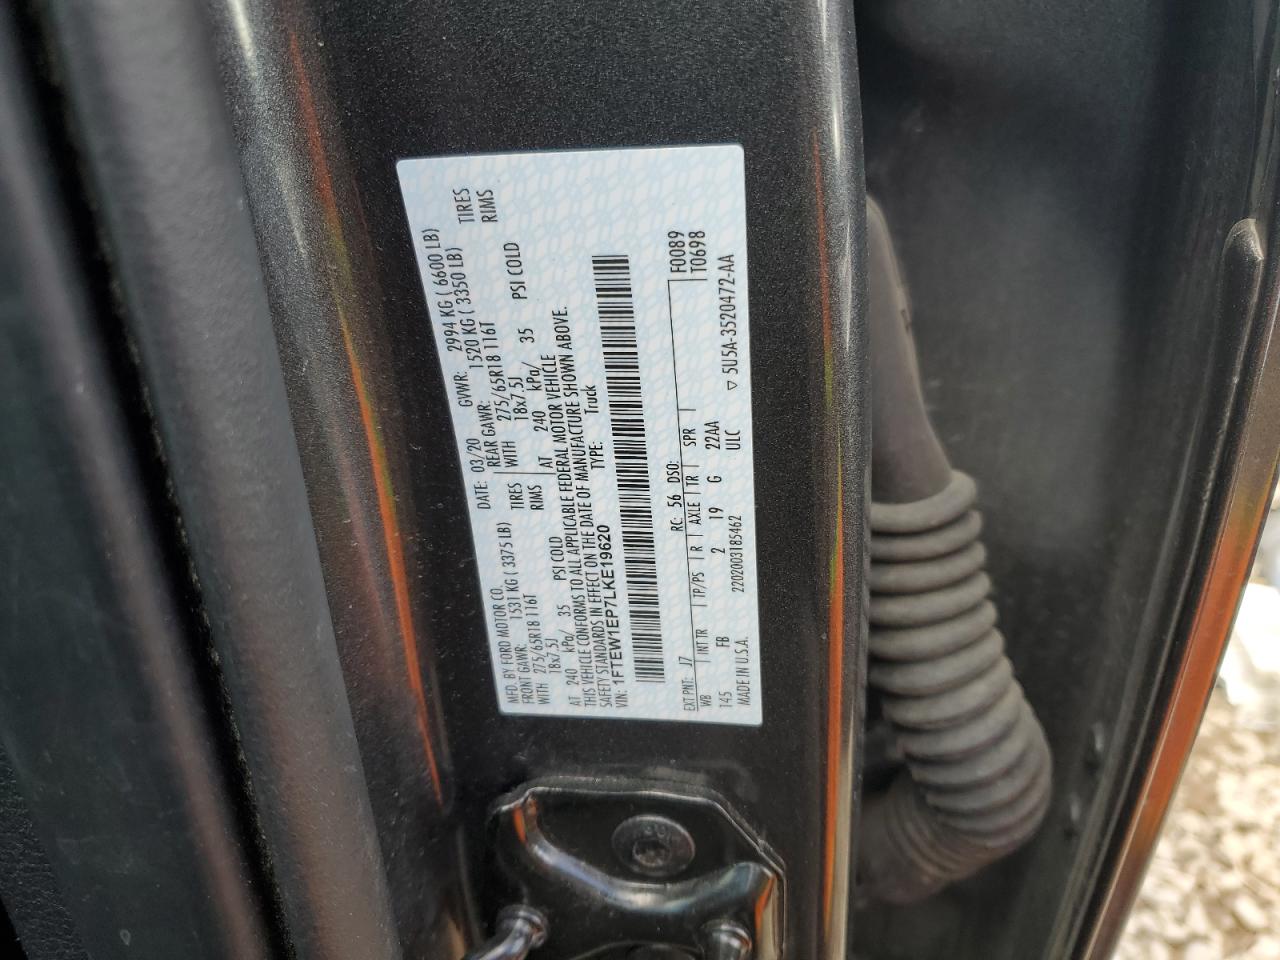 MFD. BY FORD MOTOR CO. DATE: 03/20 GVWR: 2994 KG ( 6600 LB)
FRONT GAWR: 1531 KG ( 3375 LB) REAR GAWR: 1520 KG ( 3350 LB)
WITH 275/65R18 116T TIRES WITH 275/65R18 116T TIRES
18x7.5J RIMS 18x7.5J RIMS
AT 240 kPa/ 35 PSI COLD AT 240 kPa/ 35 PSI COLD
THIS VEHICLE CONFORMS TO ALL APPLICABLE FEDERAL MOTOR VEHICLE
SAFETY STANDARDS IN EFFECT ON THE DATE OF MANUFACTURE SHOWN ABOVE.
VIN: 1FTEW1EP7LKE19620 TYPE: Truck
EXT PNT: J7 RC: 56 DSO: F0089
WB INT TR TP/PS R AXLE TR SPR T0698
145 FB 2 19 G 22AA
MADE IN U.S.A. 2202003185462 ULC ▽ 5U5A-3520472-AA